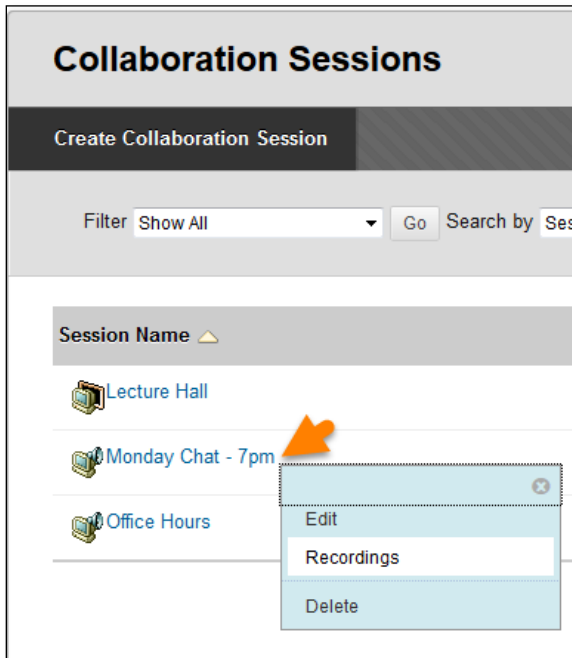 Collaboration Sessions
Create Collaboration Session
Filter Show All Go Search by Ses
Session Name
Lecture Hall
Monday Chat - 7pm
Office Hours
Edit
Recordings
Delete